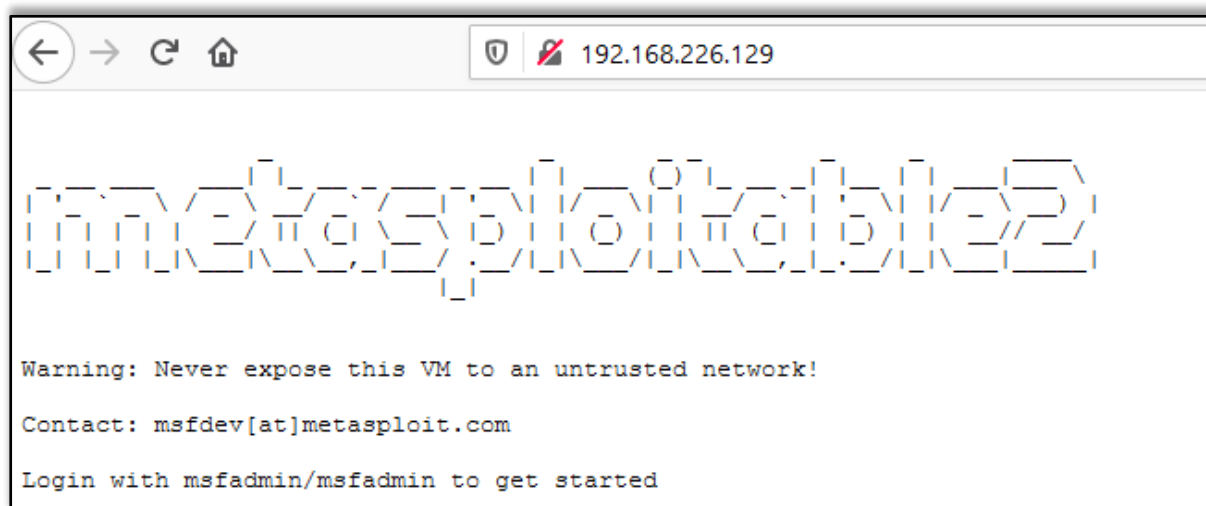 192.168.226.129
metasploitable2
Warning: Never expose this VM to an untrusted network!
Contact: msfdev[at]metasploit.com
Login with msfadmin/msfadmin to get started